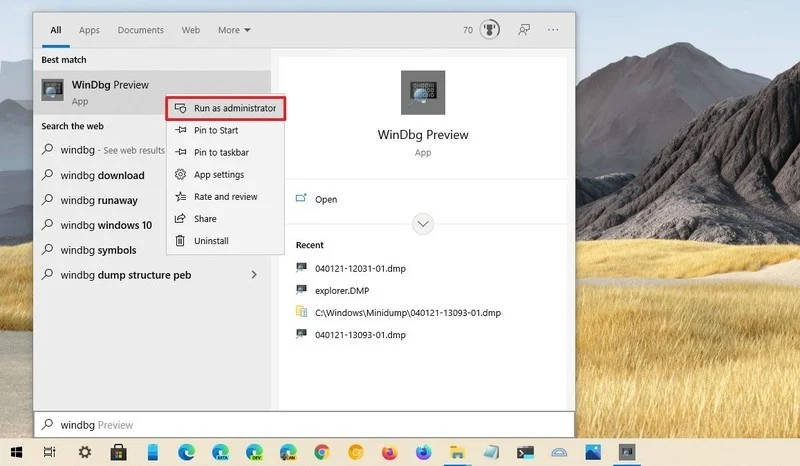 All Apps Documents Web More 70 ...
Best match
WinDbg Preview
App
Run as administrator
Pin to Start
Pin to taskbar
App settings
Rate and review
Share
Uninstall
Search the web
windbg - See web results
windbg download
windbg runaway
windbg windows 10
windbg symbols
windbg dump structure peb
WinDbg Preview
App
Open
Recent
040121-12031-01.dmp
explorer.DMP
C:\Windows\Minidump\040121-13093-01.dmp
040121-13093-01.dmp
windbg Preview
BETA DEV CAN